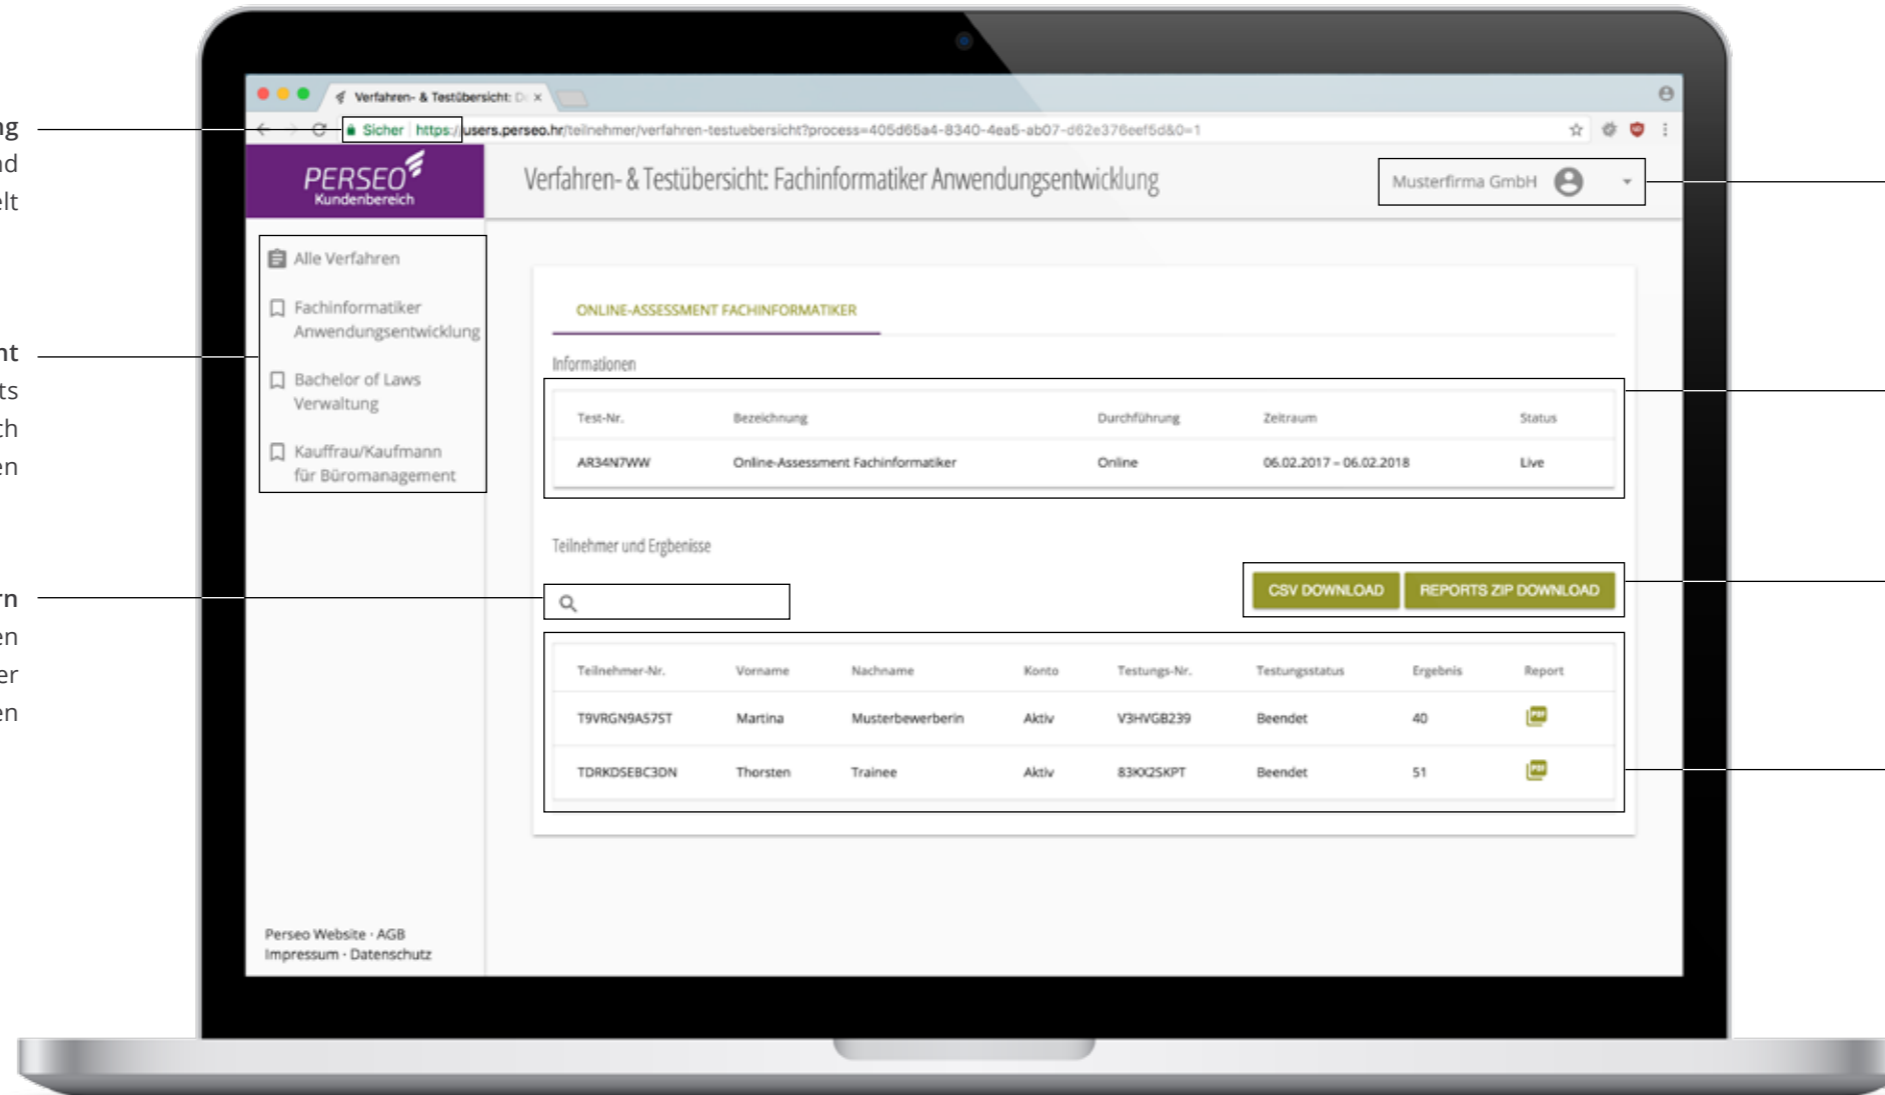 ng
nd
elt
nt
ts
ch
en
rn
en
er
en
Verfahren- & Testübersicht: D
Sicher https://users.perseo.hr/teilnehmer/verfahren-testuebersicht?process=405d65a4-8340-4ea5-ab07-d62e376eef5d&0=1
PERSEO
Kundenbereich
Verfahren- & Testübersicht: Fachinformatiker Anwendungsentwicklung
Musterfirma GmbH
Alle Verfahren
Fachinformatiker
Anwendungsentwicklung
Bachelor of Laws
Verwaltung
Kauffrau/Kaufmann
für Büromanagement
ONLINE-ASSESSMENT FACHINFORMATIKER
Informationen
Test-Nr. Bezeichnung Durchführung Zeitraum Status
AR34N7WW Online-Assessment Fachinformatiker Online 06.02.2017 – 06.02.2018 Live
Teilnehmer und Ergbenisse
CSV DOWNLOAD REPORTS ZIP DOWNLOAD
Teilnehmer-Nr. Vorname Nachname Konto Testungs-Nr. Testungsstatus Ergebnis Report
T9VRGN9A57ST Martina Musterbewerberin Aktiv V3HVGB239 Beendet 40 PDF
TDRKDSEBC3DN Thorsten Trainee Aktiv 83KX2SKPT Beendet 51 PDF
Perseo Website · AGB
Impressum · Datenschutz